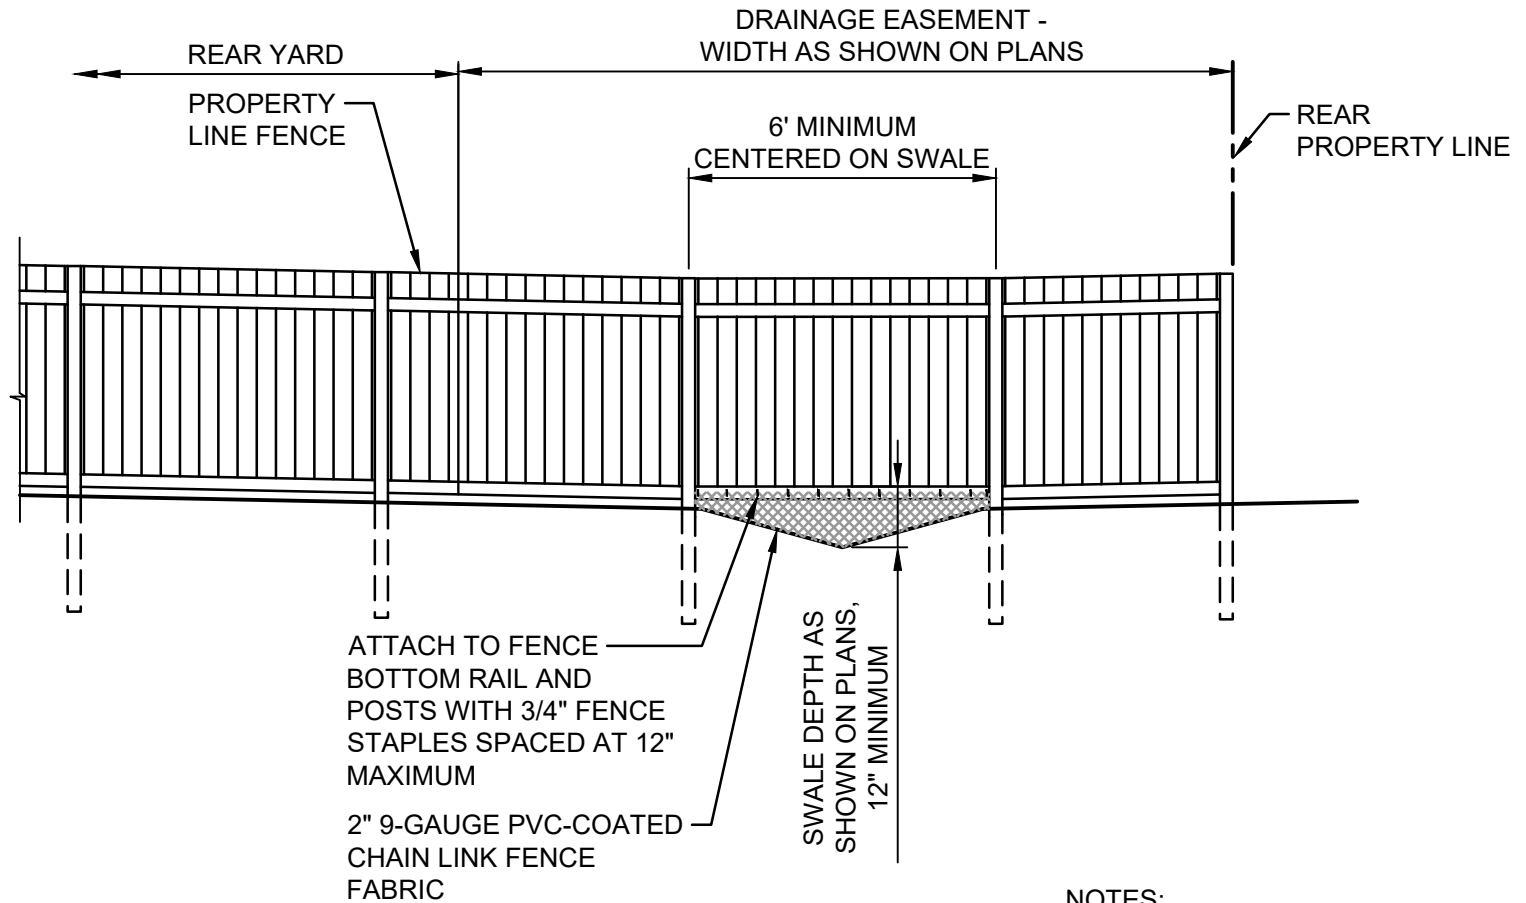 DRAINAGE EASEMENT -
WIDTH AS SHOWN ON PLANS
REAR YARD
PROPERTY
LINE FENCE
6' MINIMUM
CENTERED ON SWALE
REAR
PROPERTY LINE
ATTACH TO FENCE
BOTTOM RAIL AND
POSTS WITH 3/4" FENCE
STAPLES SPACED AT 12"
MAXIMUM
2" 9-GAUGE PVC-COATED
CHAIN LINK FENCE
FABRIC
SWALE DEPTH AS
SHOWN ON PLANS,
12" MINIMUM
NOTES: